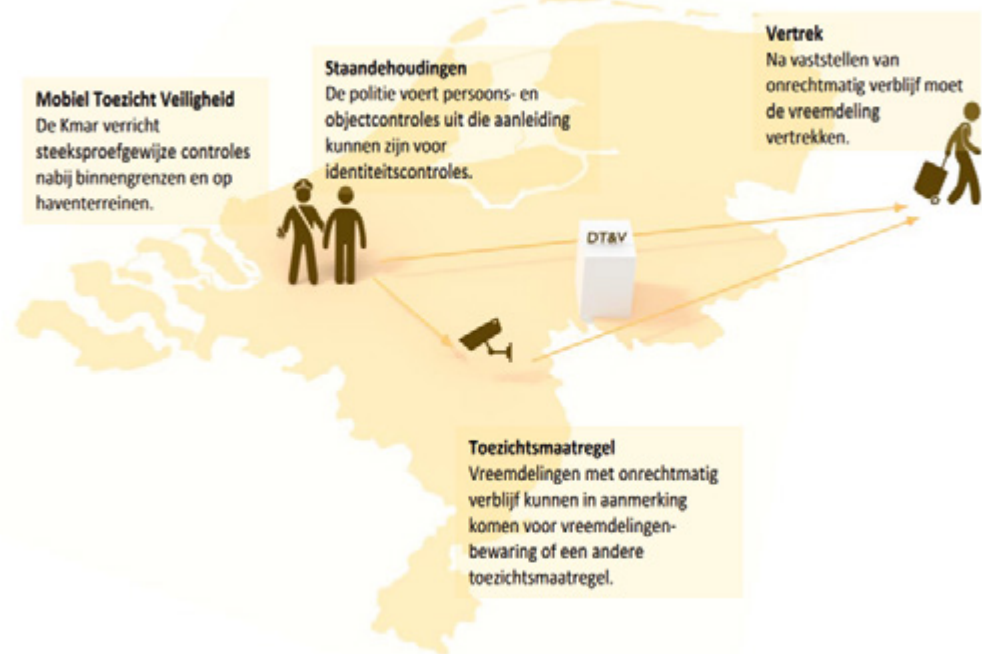 Mobiel Toezicht Veiligheid
De Kmar verricht
steeksproefgewijze controles
nabij binnengrenzen en op
haventerreinen.
Staandehoudingen
De politie voert persoons- en
objectcontroles uit die aanleiding
kunnen zijn voor
identiteitscontroles.
Vertrek
Na vaststellen van
onrechtmatig verblijf moet
de vreemdeling
vertrekken.
DT&V
Toezichtsmaatregel
Vreemdelingen met onrechtmatig
verblijf kunnen in aanmerking
komen voor vreemdelingen-
bewaring of een andere
toezichtsmaatregel.